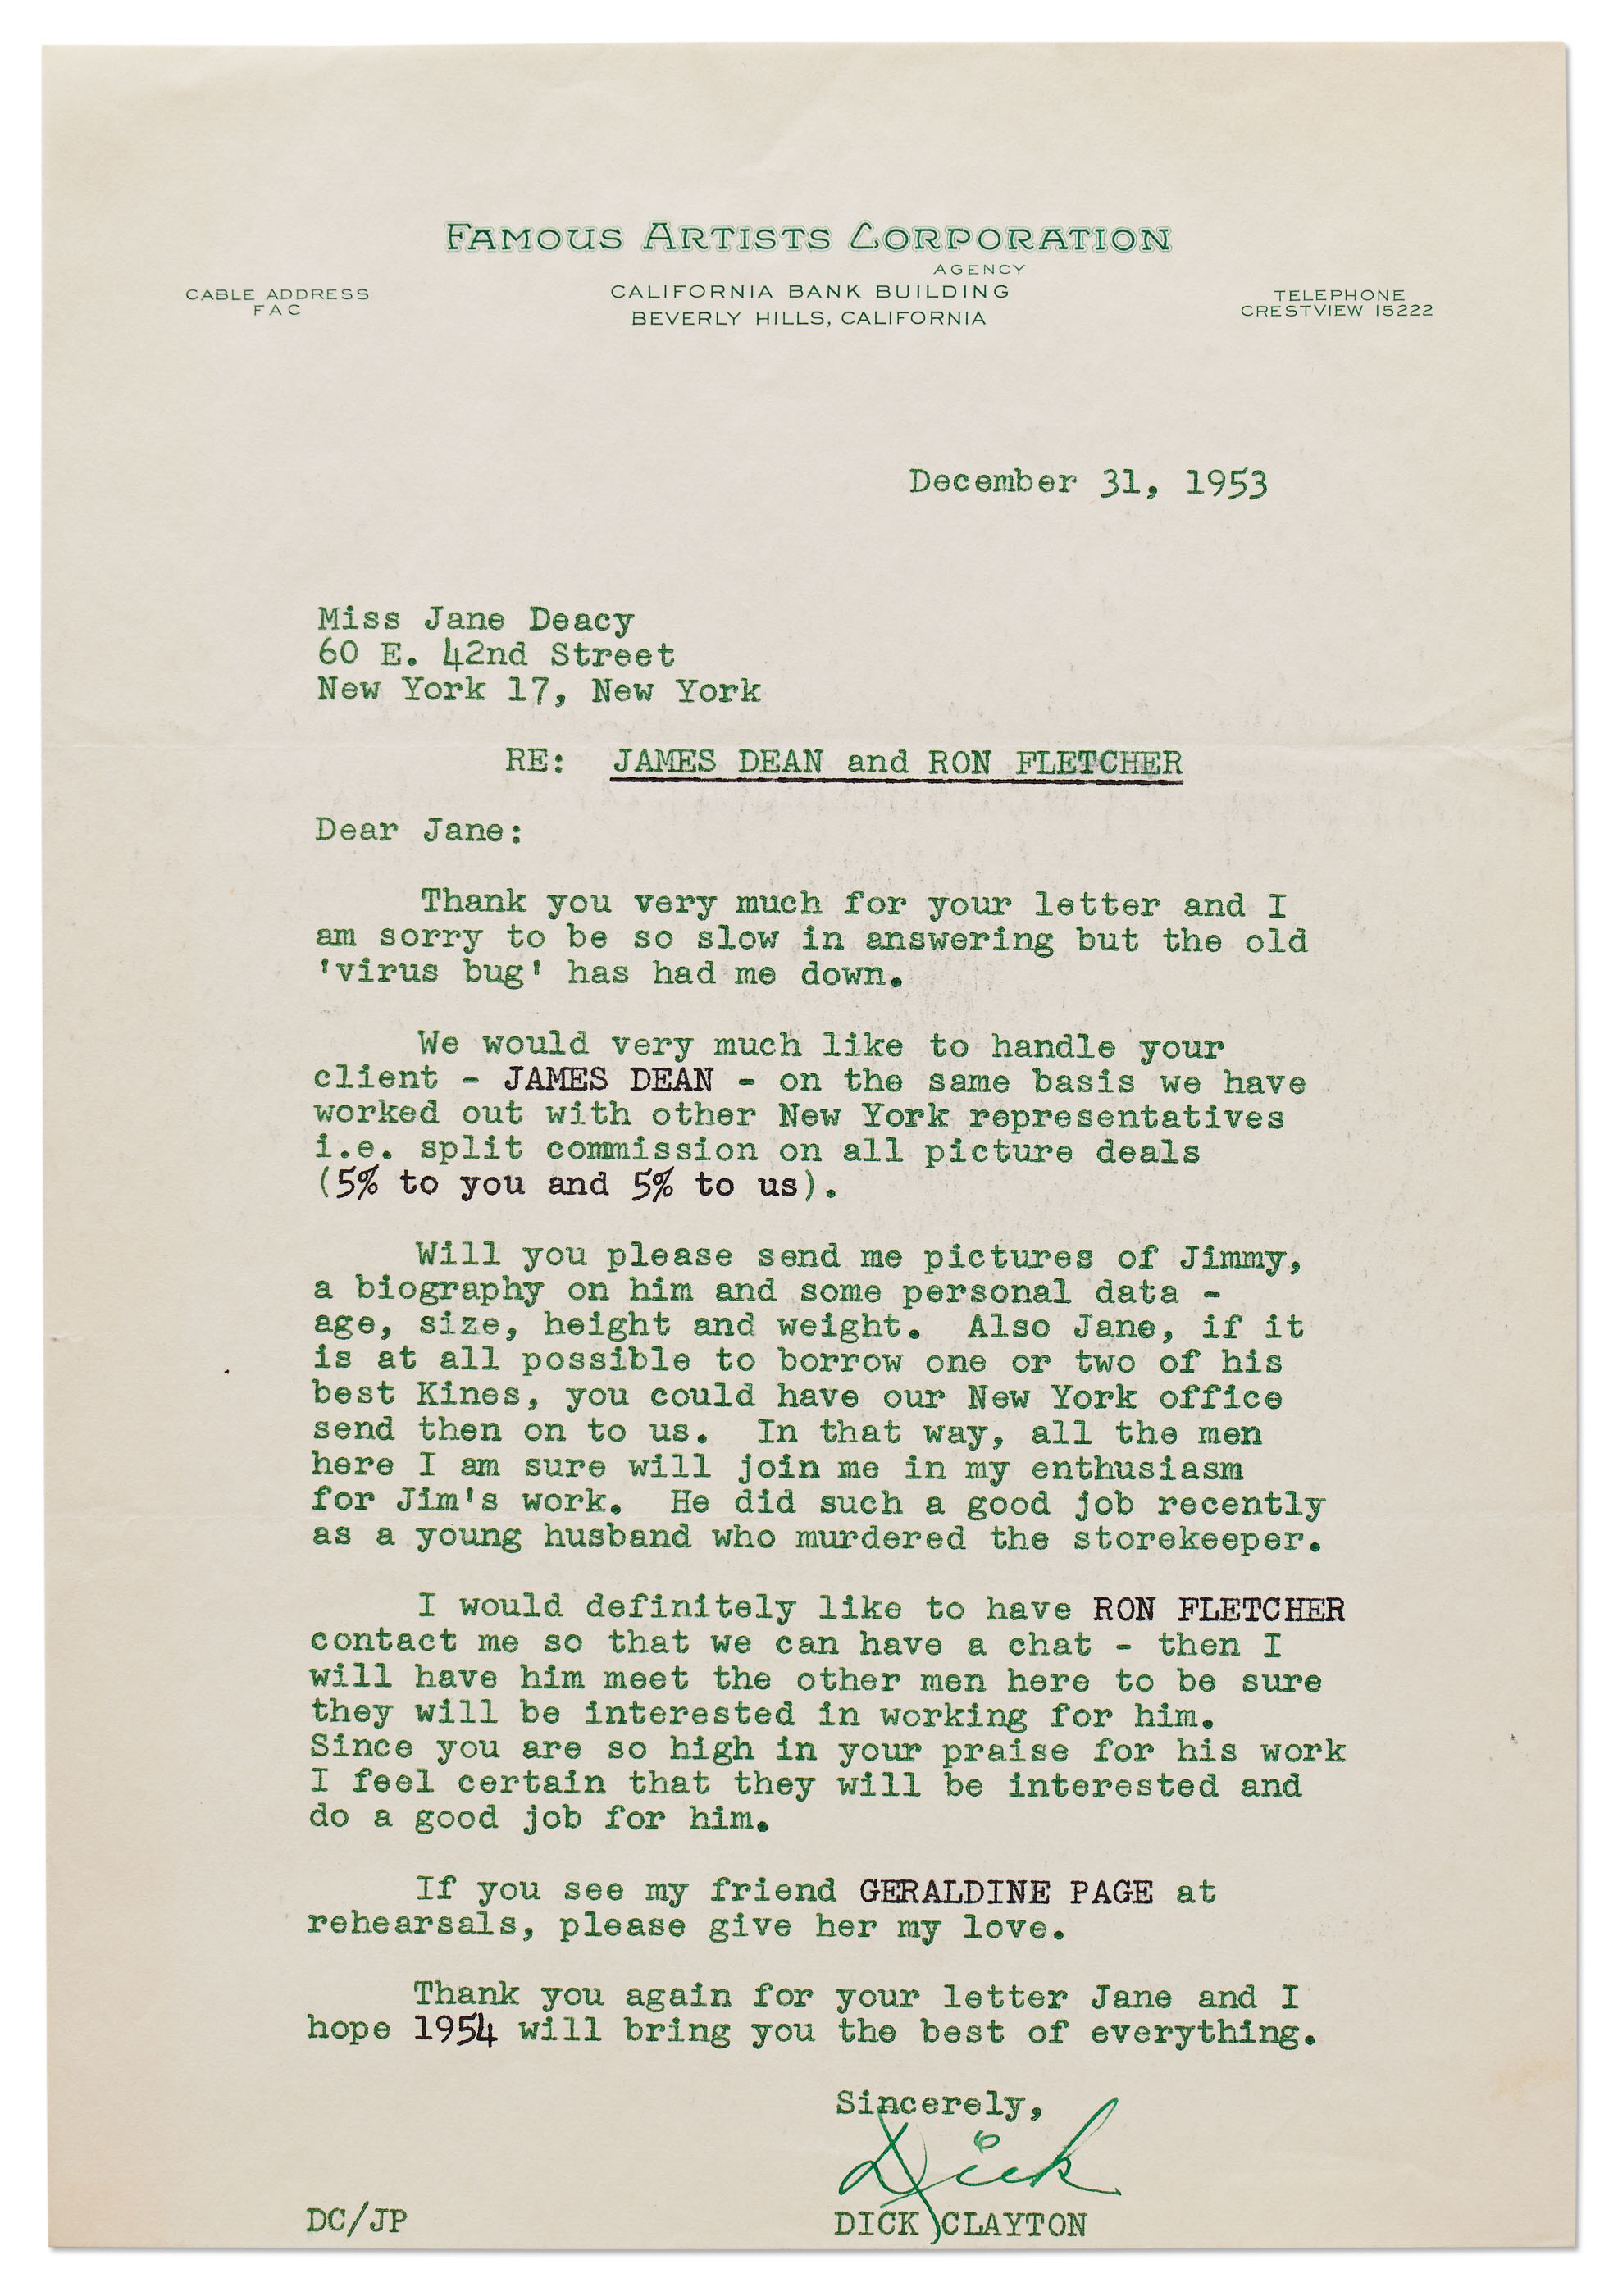 FAMOUS ARTISTS CORPORATION
AGENCY
CALIFORNIA BANK BUILDING
BEVERLY HILLS, CALIFORNIA
CABLE ADDRESS
FAC
TELEPHONE
CRESTVIEW 15222
December 31, 1953
Miss Jane Deacy
60 E. 42nd Street
New York 17, New York
RE: JAMES DEAN and RON FLETCHER
Dear Jane:
Thank you very much for your letter and I
am sorry to be so slow in answering but the old
'virus bug' has had me down.
We would very much like to handle your
client - JAMES DEAN - on the same basis we have
worked out with other New York representatives
i.e. split commission on all picture deals
(5% to you and 5% to us).
Will you please send me pictures of Jimmy,
a biography on him and some personal data -
age, size, height and weight. Also Jane, if it
is at all possible to borrow one or two of his
best Kines, you could have our New York office
send then on to us. In that way, all the men
here I am sure will join me in my enthusiasm
for Jim's work. He did such a good job recently
as a young husband who murdered the storekeeper.
I would definitely like to have RON FLETCHER
contact me so that we can have a chat - then I
will have him meet the other men here to be sure
they will be interested in working for him.
Since you are so high in your praise for his work
I feel certain that they will be interested and
do a good job for him.
If you see my friend GERALDINE PAGE at
rehearsals, please give her my love.
Thank you again for your letter Jane and I
hope 1954 will bring you the best of everything.
Sincerely,
Dick
DICK CLAYTON
DC/JP